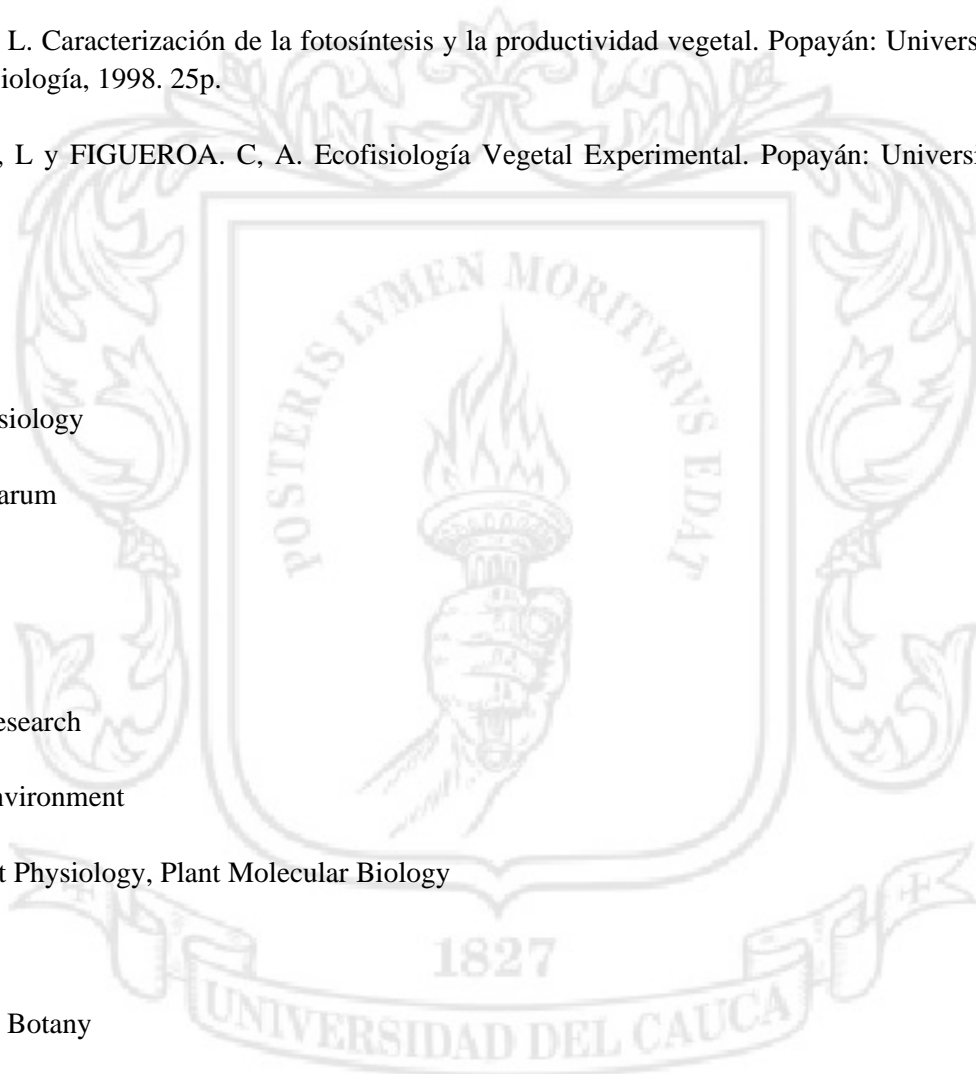 L. Caracterización de la fotosíntesis y la productividad vegetal. Popayán: Univers
iología, 1998. 25p.
, L y FIGUEROA. C, A. Ecofisiología Vegetal Experimental. Popayán: Universi
POSTERIS LVMEN MORITVRVS EDAT
siology
arum
esearch
nvironment
t Physiology, Plant Molecular Biology
1827
Botany
UNIVERSIDAD DEL CAUCA